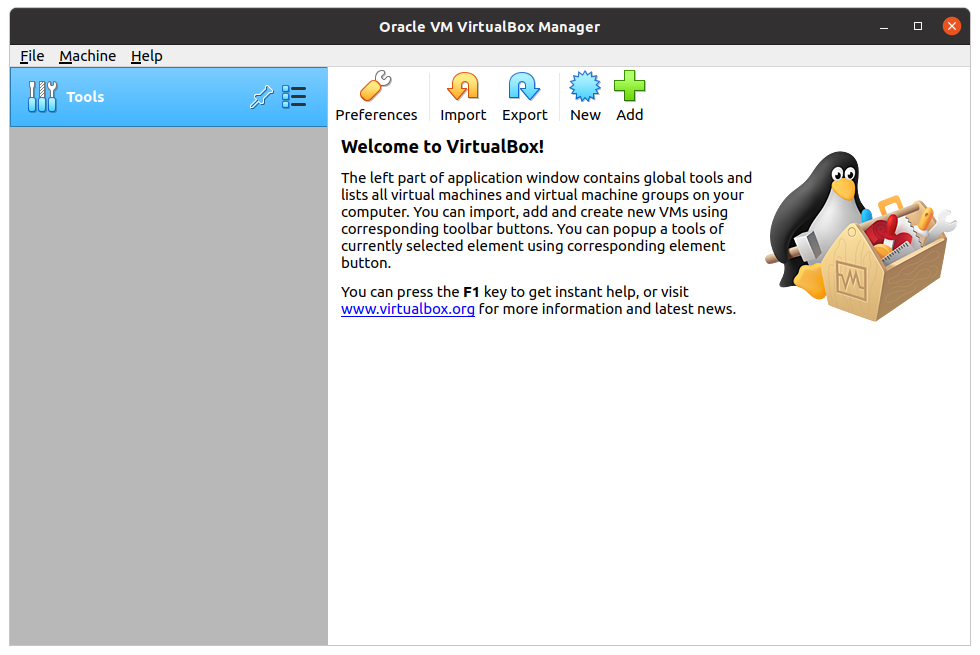 Oracle VM VirtualBox Manager
File Machine Help
Tools
Preferences Import Export New Add
Welcome to VirtualBox!
The left part of application window contains global tools and
lists all virtual machines and virtual machine groups on your
computer. You can import, add and create new VMs using
corresponding toolbar buttons. You can popup a tools of
currently selected element using corresponding element
button.
You can press the F1 key to get instant help, or visit
www.virtualbox.org for more information and latest news.